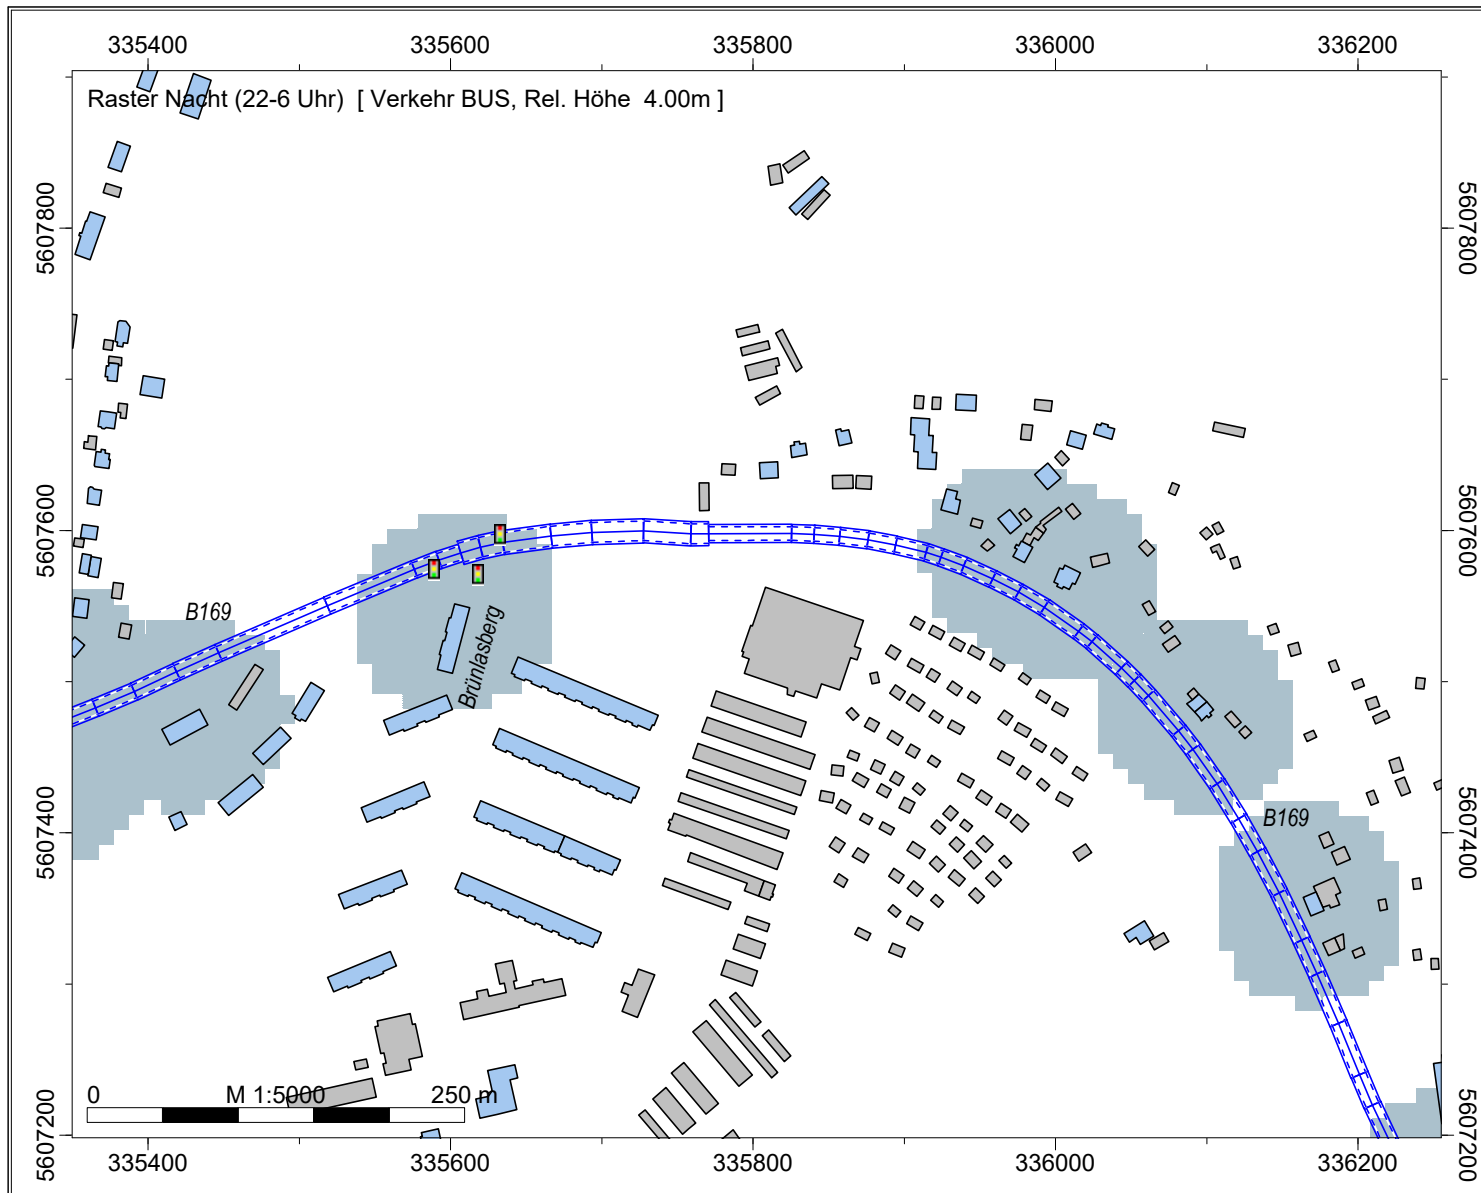 335400 335600 335800 336000 336200
Raster Nacht (22-6 Uhr) [ Verkehr BUS, Rel. Höhe 4.00m ]
5607800 5607800
5607600 5607600
B169
Brünlasberg
B169
5607400 5607400
0 M 1:5000 250 m
5607200 5607200
335400 335600 335800 336000 336200